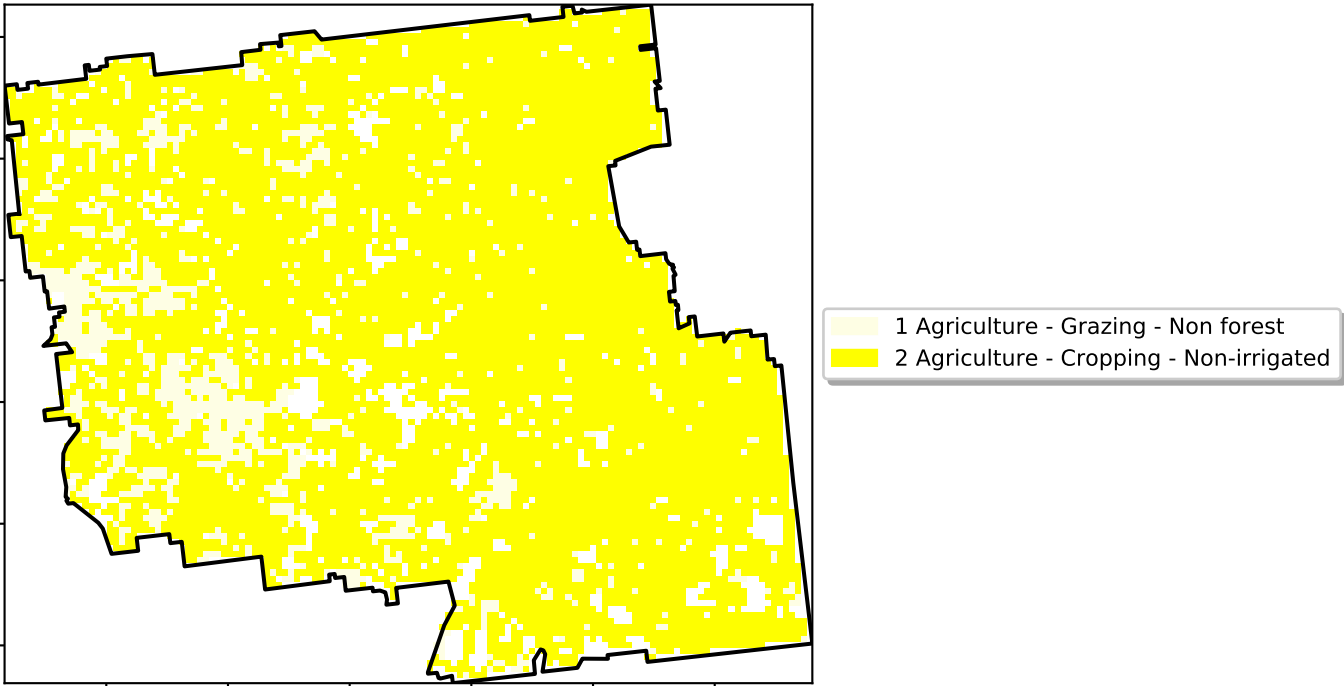 1 Agriculture - Grazing - Non forest
2 Agriculture - Cropping - Non-irrigated